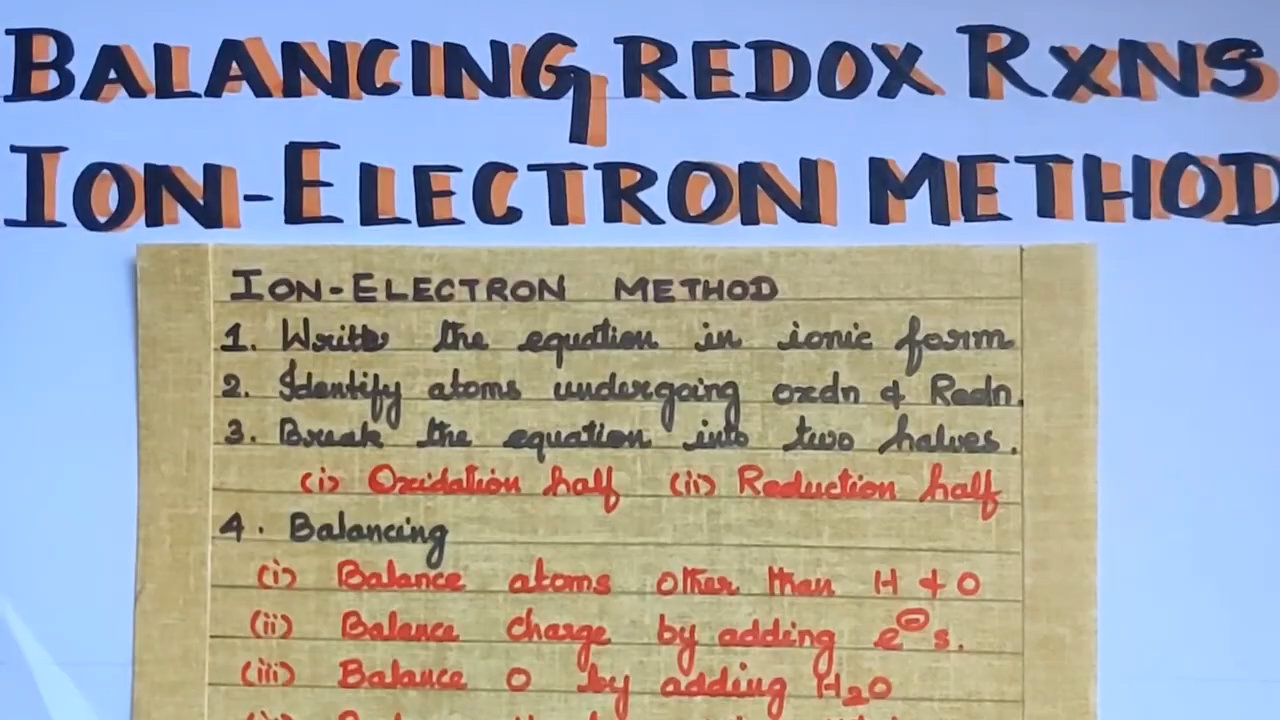 BALANCING REDOX RXNS
ION-ELECTRON METHOD
ION-ELECTRON METHOD
1. Write the equation in ionic form
2. Identify atoms undergoing oxdn & Redn.
3. Break the equation into two halves.
(i) Oxidation half (ii) Reduction half
4. Balancing
(i) Balance atoms other than H & O
(ii) Balance charge by adding e⊖s.
(iii) Balance O by adding H₂O